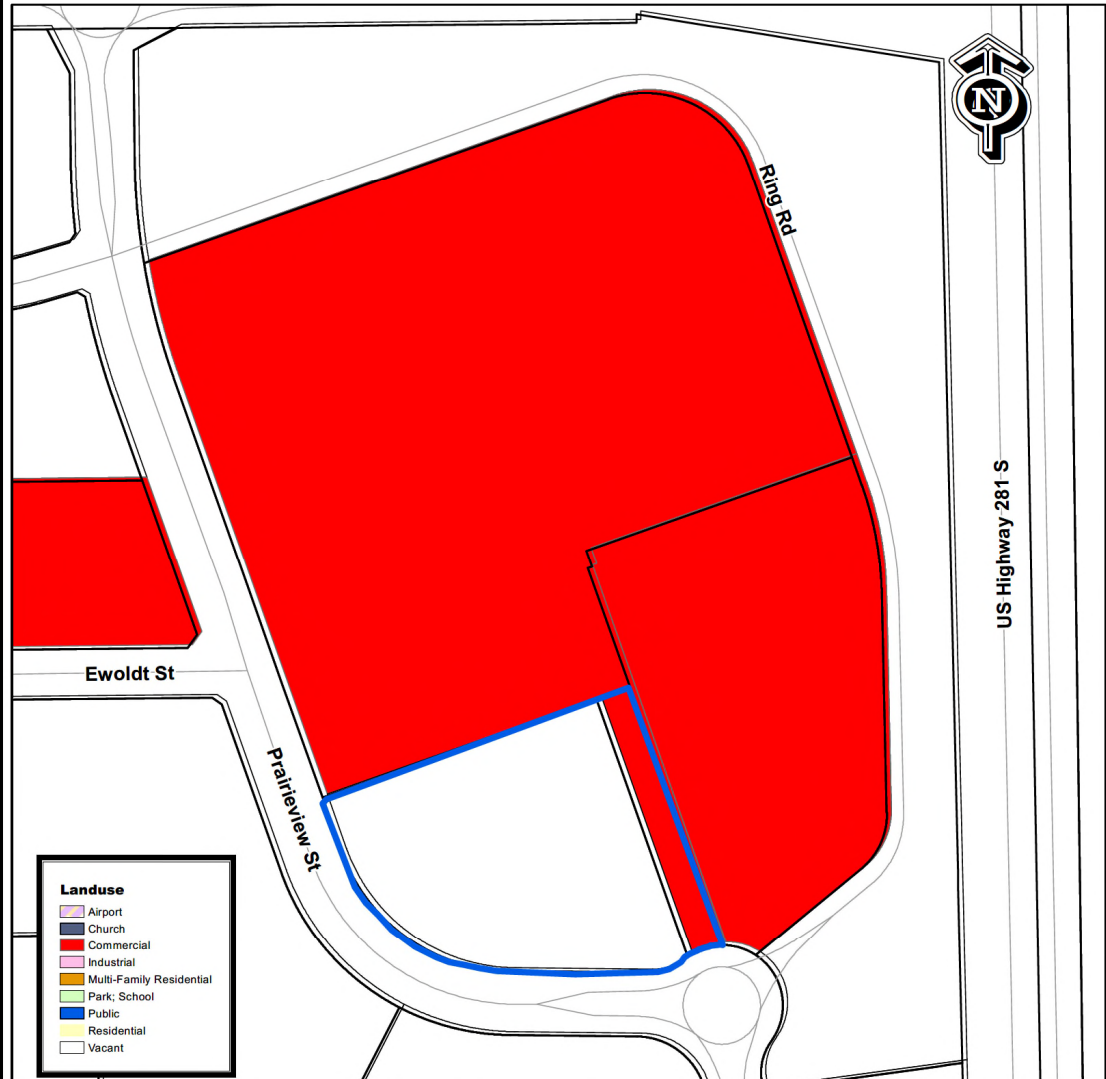 N
Ring Rd
US Highway 281 S
Ewoldt St
Prairieview St
Landuse
Airport
Church
Commercial
Industrial
Multi-Family Residential
Park; School
Public
Residential
Vacant